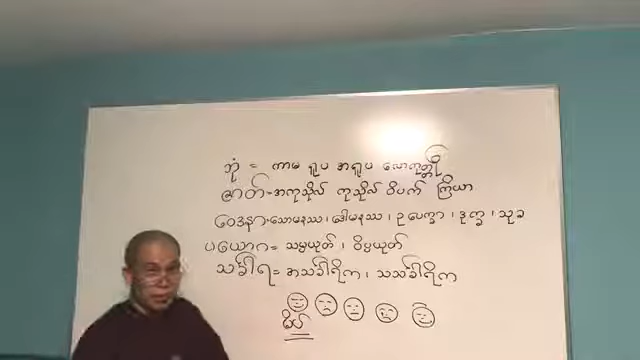 ဘုံ = ကာမ ရူပ အရူပ လောကုတ္တိုရ်
ဇာတ် = အကုသိုလ် ကုသိုလ် ဝိပက် ကြိယာ
ဝေဒနာ = သောမနဿ၊ ဒေါမနဿ၊ ဥပေက္ခာ၊ ဒုက္ခ၊ သုခ
ပယောဂ = သမ္ပယုတ်၊ ဝိပ္ပယုတ်
သင်္ခါရ = အသင်္ခါရိက၊ သသင်္ခါရိက